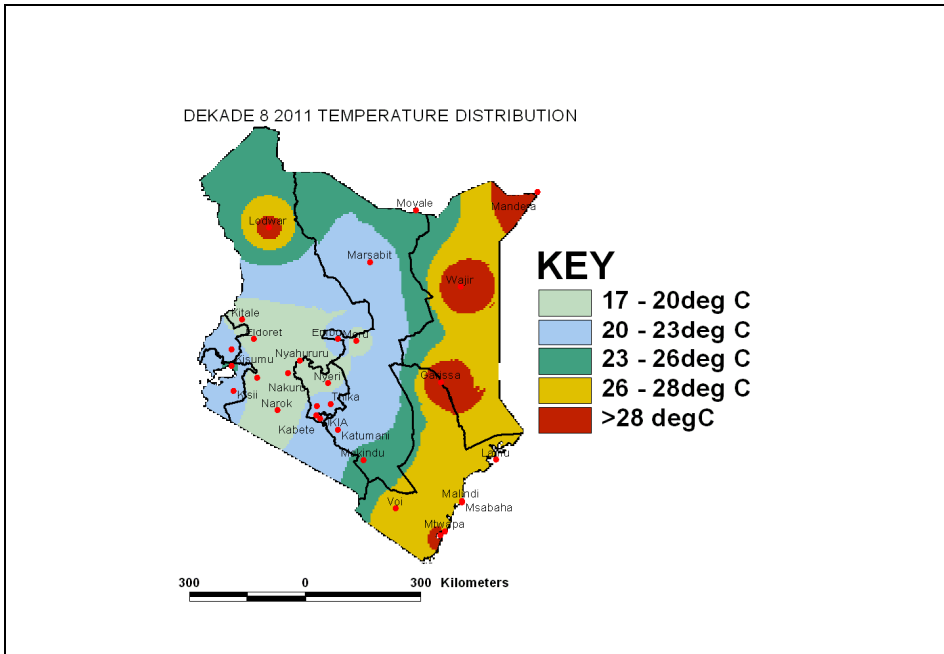 DEKADE 8 2011 TEMPERATURE DISTRIBUTION
Moyale
Mandera
Lodwar
Marsabit
Wajir
KEY
17 - 20deg C
20 - 23deg C
23 - 26deg C
26 - 28deg C
>28 degC
Kitale
Eldoret
Embu
Meru
Kisumu
Nyahururu
Nakuru
Nyeri
Garissa
Kisii
Narok
Thika
Kabete
JKIA
Katumani
Makindu
Lamu
Voi
Malindi
Msabaha
Mtwapa
300 0 300 Kilometers